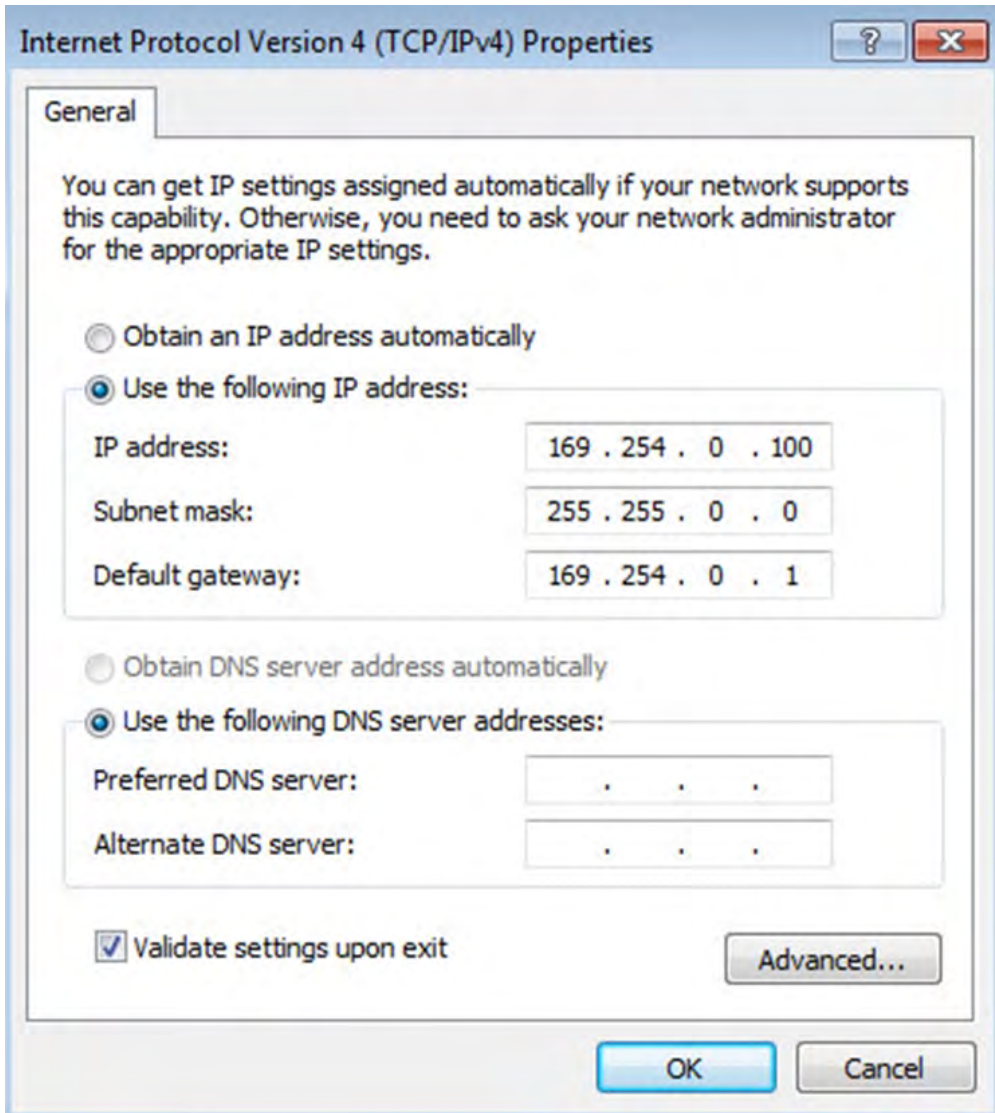 Internet Protocol Version 4 (TCP/IPv4) Properties
?
General
You can get IP settings assigned automatically if your network supports
this capability. Otherwise, you need to ask your network administrator
for the appropriate IP settings.
Obtain an IP address automatically
Use the following IP address:
IP address: 169 . 254 . 0 . 100
Subnet mask: 255 . 255 . 0 . 0
Default gateway: 169 . 254 . 0 . 1
Obtain DNS server address automatically
Use the following DNS server addresses:
Preferred DNS server: . . .
Alternate DNS server: . . .
Validate settings upon exit
Advanced...
OK Cancel